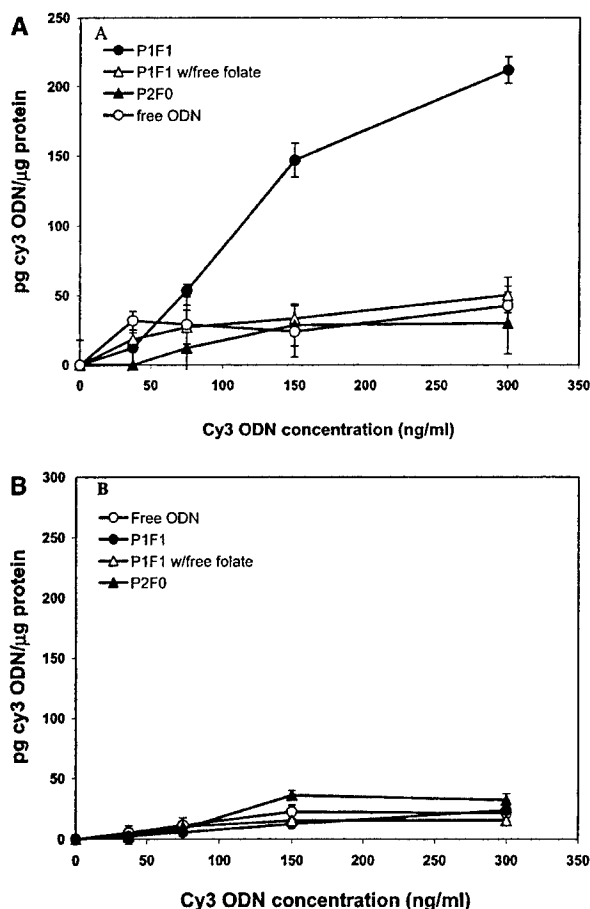 A
A
P1F1
P1F1 w/free folate
P2F0
free ODN
250
200
150
100
50
0
0 50 100 150 200 250 300 350
pg cy3 ODN/μg protein
Cy3 ODN concentration (ng/ml)
B
B
Free ODN
P1F1
P1F1 w/free folate
P2F0
300
250
200
150
100
50
0
0 50 100 150 200 250 300 350
pg cy3 ODN/μg protein
Cy3 ODN concentration (ng/ml)